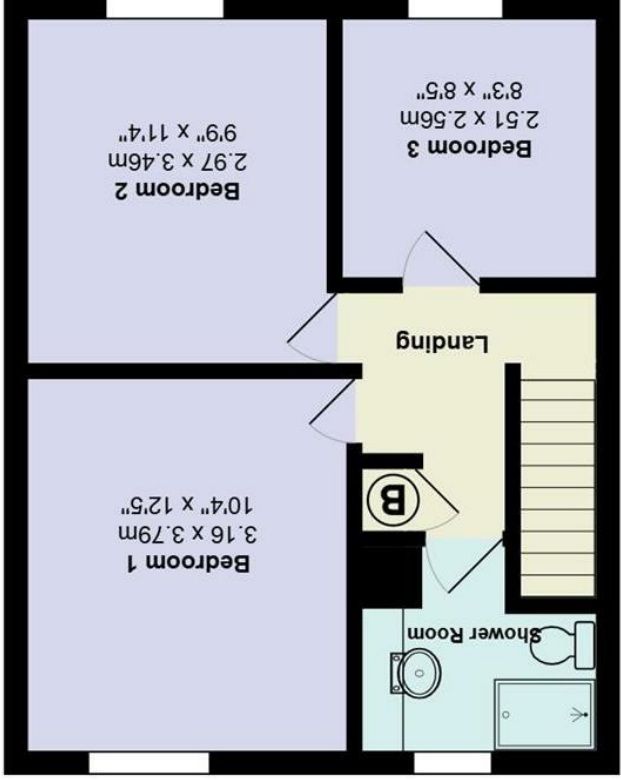 Shower Room
Bedroom 1
3.16 x 3.79m
10'4" x 12'5"
B
Landing
Bedroom 3
2.51 x 2.56m
8'3" x 8'5"
Bedroom 2
2.97 x 3.46m
9'9" x 11'4"